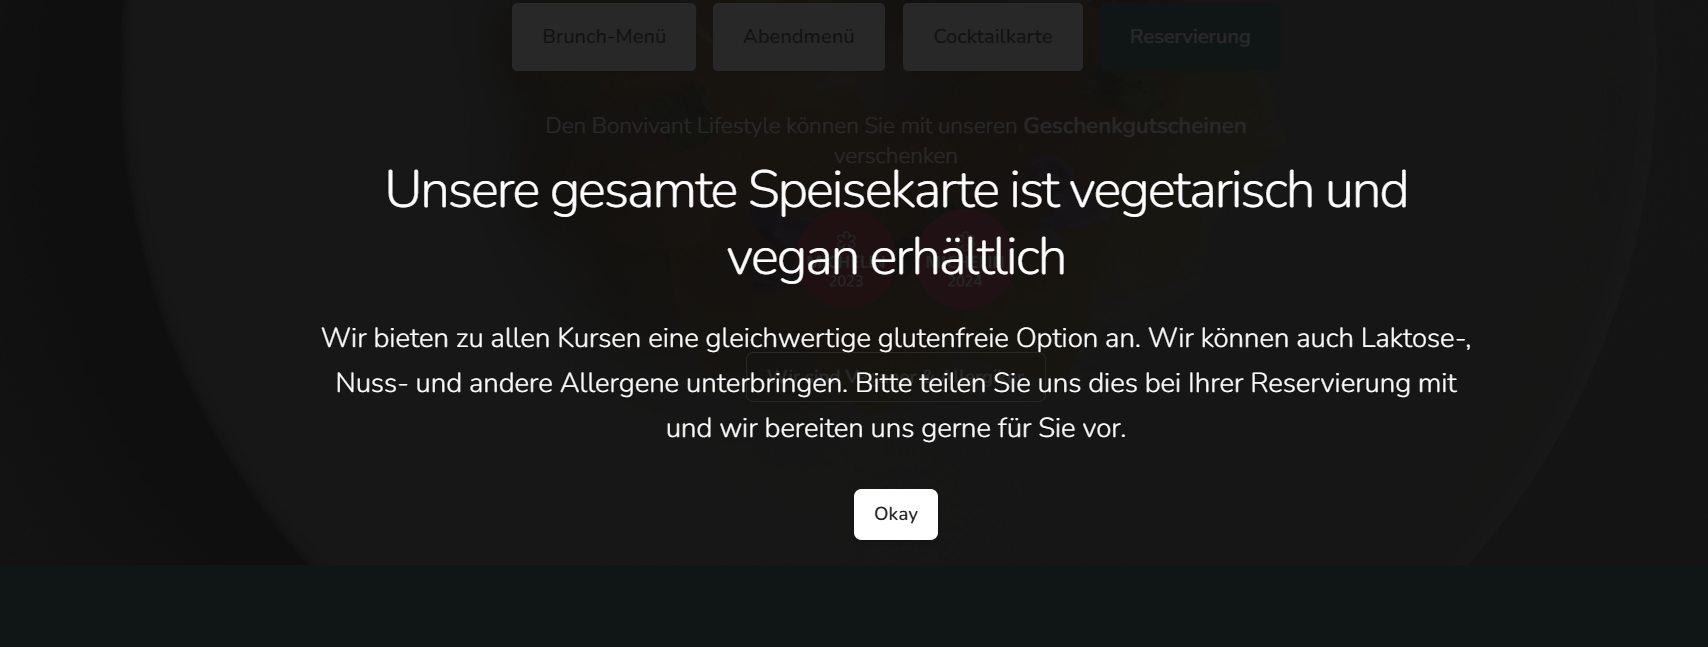 Brunch-Menü Abendmenü Cocktailkarte Reservierung
Den Bonvivant Lifestyle können Sie mit unseren Geschenkgutscheinen
verschenken
Unsere gesamte Speisekarte ist vegetarisch und
vegan erhältlich
2023 2024
Wir bieten zu allen Kursen eine gleichwertige glutenfreie Option an. Wir können auch Laktose-,
Nuss- und andere Allergene unterbringen. Bitte teilen Sie uns dies bei Ihrer Reservierung mit
und wir bereiten uns gerne für Sie vor.
Okay